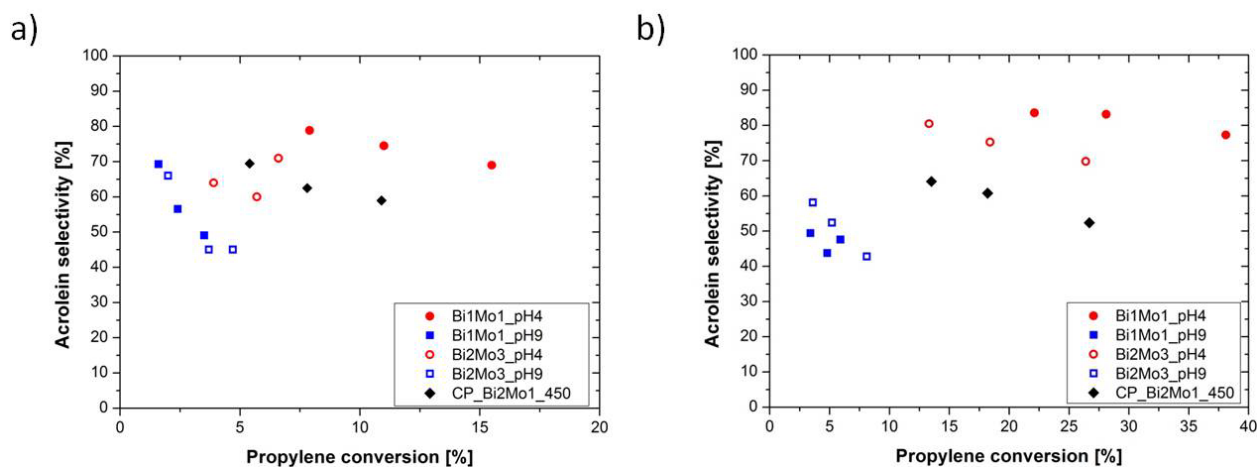 a)
100
90
80
70
60
50
40
30
20
10
0
Acrolein selectivity [%]
Bi1Mo1_pH4
Bi1Mo1_pH9
Bi2Mo3_pH4
Bi2Mo3_pH9
CP_Bi2Mo1_450
0 5 10 15 20
Propylene conversion [%]
b)
100
90
80
70
60
50
40
30
20
10
0
Acrolein selectivity [%]
Bi1Mo1_pH4
Bi1Mo1_pH9
Bi2Mo3_pH4
Bi2Mo3_pH9
CP_Bi2Mo1_450
0 5 10 15 20 25 30 35 40
Propylene conversion [%]